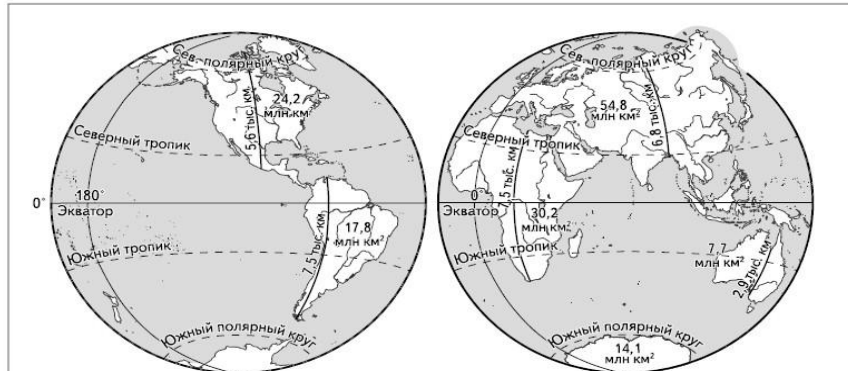 Сев. полярный круг
24,2
млн км²
5,6 тыс. км
Северный тропик
0°
180°
Экватор
17,8
млн км²
7,5 тыс. км
Южный тропик
Южный полярный круг
Сев. полярный круг
54,8
млн км²
6,8 тыс. км
Северный тропик
7,5 тыс. км
0°
Экватор
30,2
млн км²
Южный тропик
7,7
млн км²
2,9 тыс. км
Южный полярный круг
14,1
млн км²